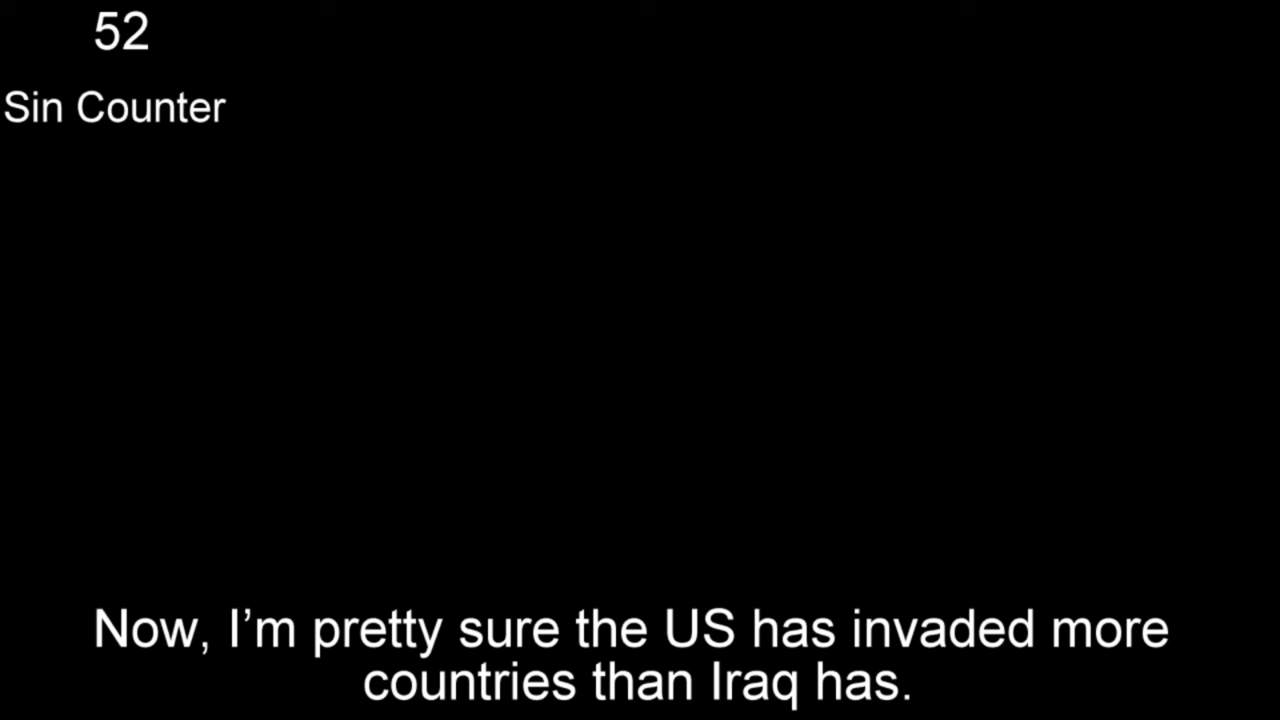 52
Sin Counter
Now, I’m pretty sure the US has invaded more
countries than Iraq has.